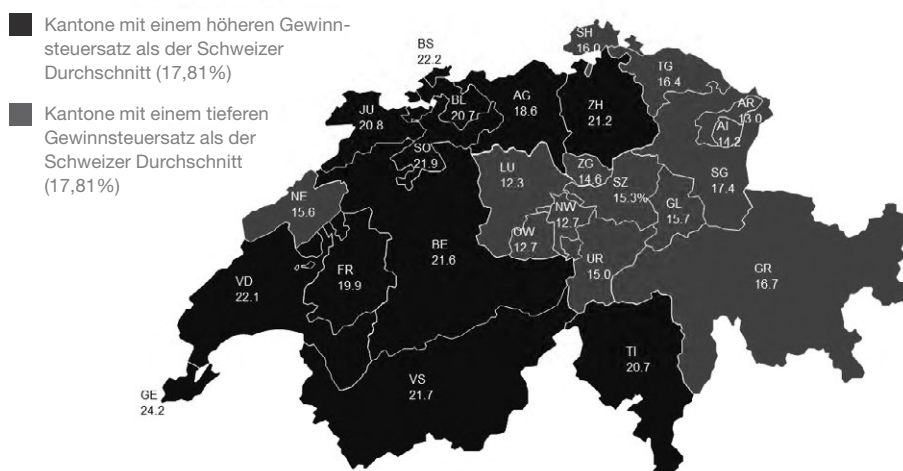 Kantone mit einem höheren Gewinn-
steuersatz als der Schweizer
Durchschnitt (17,81%)
Kantone mit einem tieferen
Gewinnsteuersatz als der
Schweizer Durchschnitt
(17,81%)
SH
16.0
BS
22.2
TG
16.4
JU
20.8
BL
20.7
AG
18.6
ZH
21.2
AR
13.0
AI
14.2
SO
21.9
LU
12.3
ZG
14.6
SZ
15.3%
SG
17.4
NE
15.6
NW
12.7
GL
15.7
OW
12.7
BE
21.6
UR
15.0
GR
16.7
VD
22.1
FR
19.9
TI
20.7
VS
21.7
GE
24.2